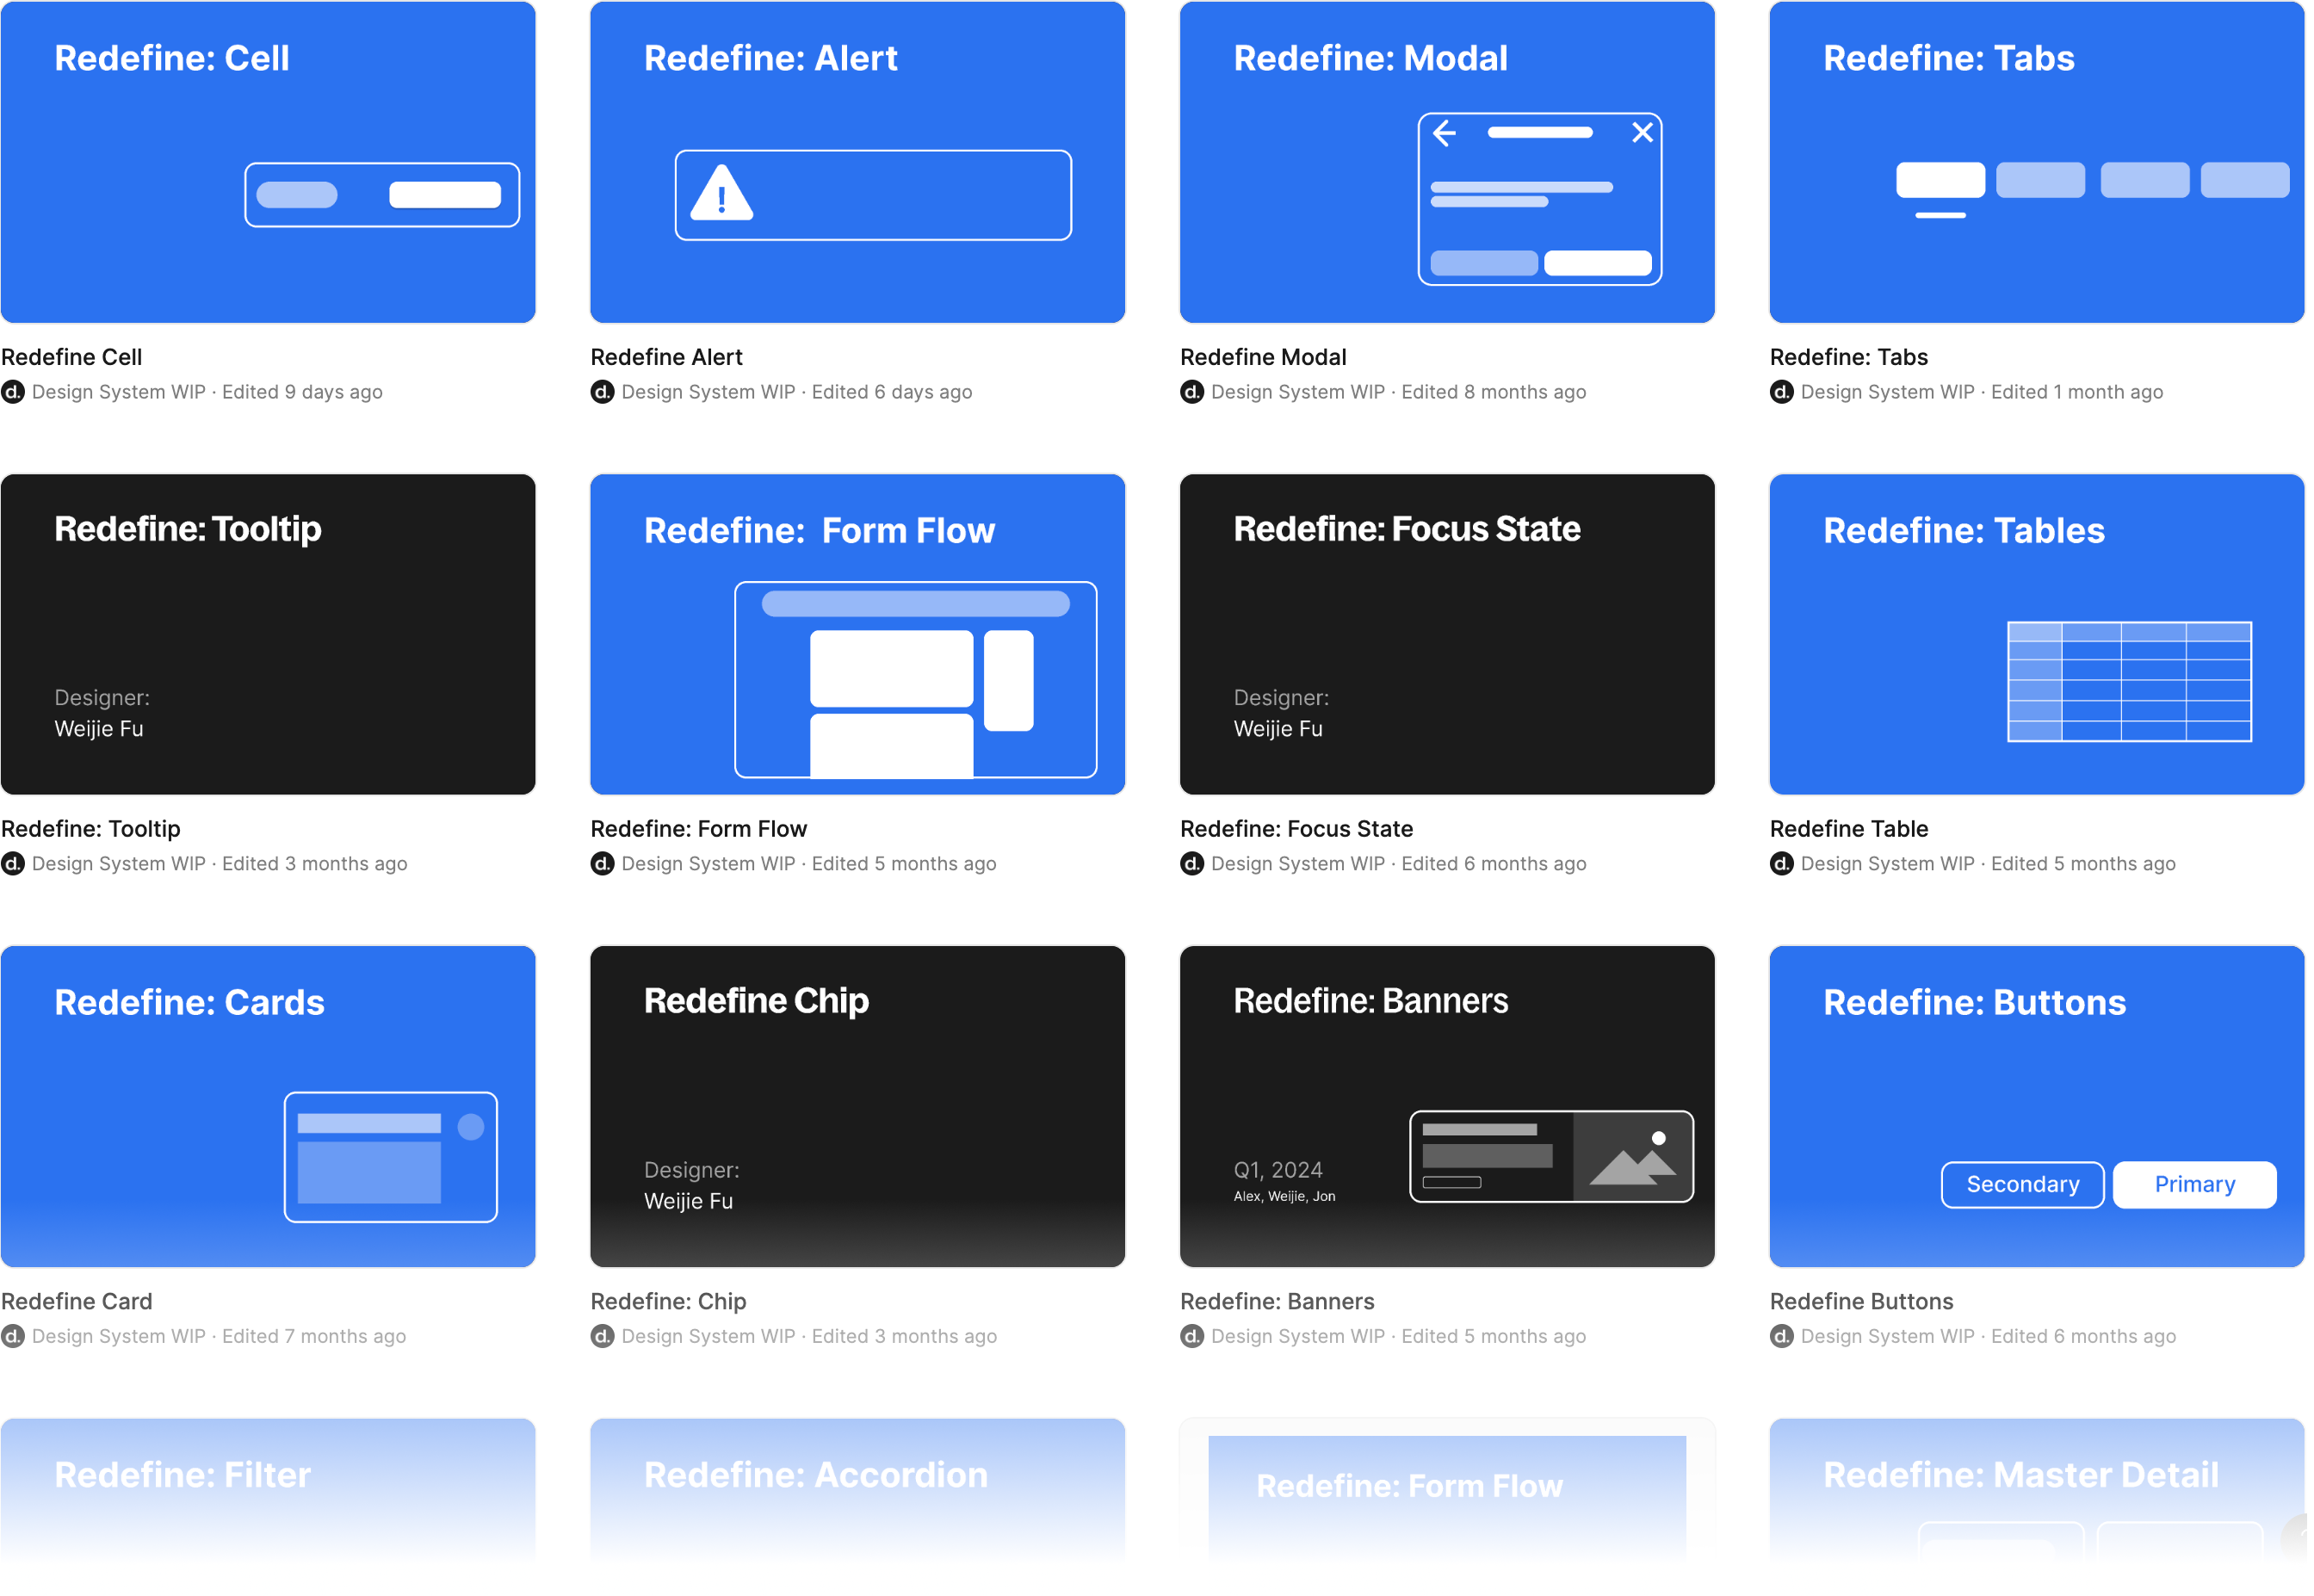 Redefine: Cell
Redefine Cell
d. Design System WIP · Edited 9 days ago
Redefine: Alert
!
Redefine Alert
d. Design System WIP · Edited 6 days ago
Redefine: Modal
Redefine Modal
d. Design System WIP · Edited 8 months ago
Redefine: Tabs
Redefine: Tabs
d. Design System WIP · Edited 1 month ago
Redefine: Tooltip
Designer:
Weijie Fu
Redefine: Tooltip
d. Design System WIP · Edited 3 months ago
Redefine:  Form Flow
Redefine: Form Flow
d. Design System WIP · Edited 5 months ago
Redefine: Focus State
Designer:
Weijie Fu
Redefine: Focus State
d. Design System WIP · Edited 6 months ago
Redefine: Tables
Redefine Table
d. Design System WIP · Edited 5 months ago
Redefine: Cards
Redefine Card
d. Design System WIP · Edited 7 months ago
Redefine Chip
Designer:
Weijie Fu
Redefine: Chip
d. Design System WIP · Edited 3 months ago
Redefine: Banners
Q1, 2024
Alex, Weijie, Jon
Redefine: Banners
d. Design System WIP · Edited 5 months ago
Redefine: Buttons
Secondary
Primary
Redefine Buttons
d. Design System WIP · Edited 6 months ago
Redefine: Filter
Redefine: Accordion
Redefine: Form Flow
Redefine: Master Detail